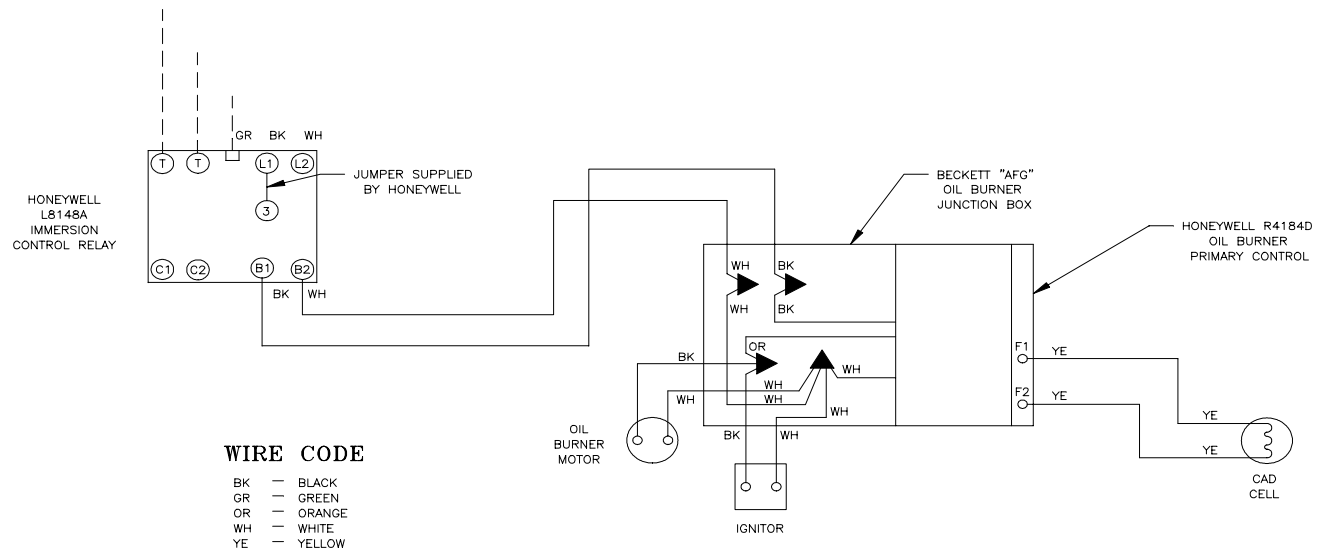 GR BK WH
T T L1 L2
JUMPER SUPPLIED
BY HONEYWELL
3
HONEYWELL
L8148A
IMMERSION
CONTROL RELAY
C1 C2 B1 B2
BK WH
BECKETT "AFG"
OIL BURNER
JUNCTION BOX
HONEYWELL R4184D
OIL BURNER
PRIMARY CONTROL
WH BK
WH BK
OR
BK
WH
WH
WH
WH
WH
BK WH
F1 YE
F2 YE
YE
YE
CAD
CELL
OIL
BURNER
MOTOR
IGNITOR
WIRE CODE
BK — BLACK
GR — GREEN
OR — ORANGE
WH — WHITE
YE — YELLOW